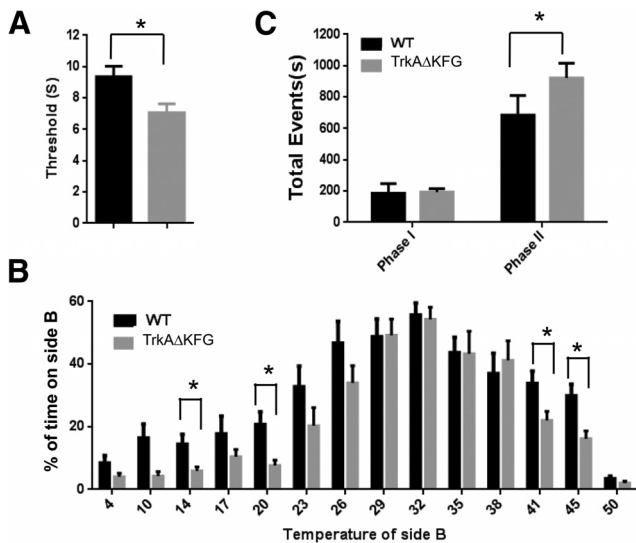 A
*
Threshold (S)
12
10
8
6
4
2
0
C
WT
TrkAΔKFG
*
Total Events(s)
1200
1000
800
600
400
200
0
Phase I
Phase II
B
WT
TrkAΔKFG
% of time on side B
60
40
20
0
*
*
*
*
4 10 14 17 20 23 26 29 32 35 38 41 45 50
Temperature of side B